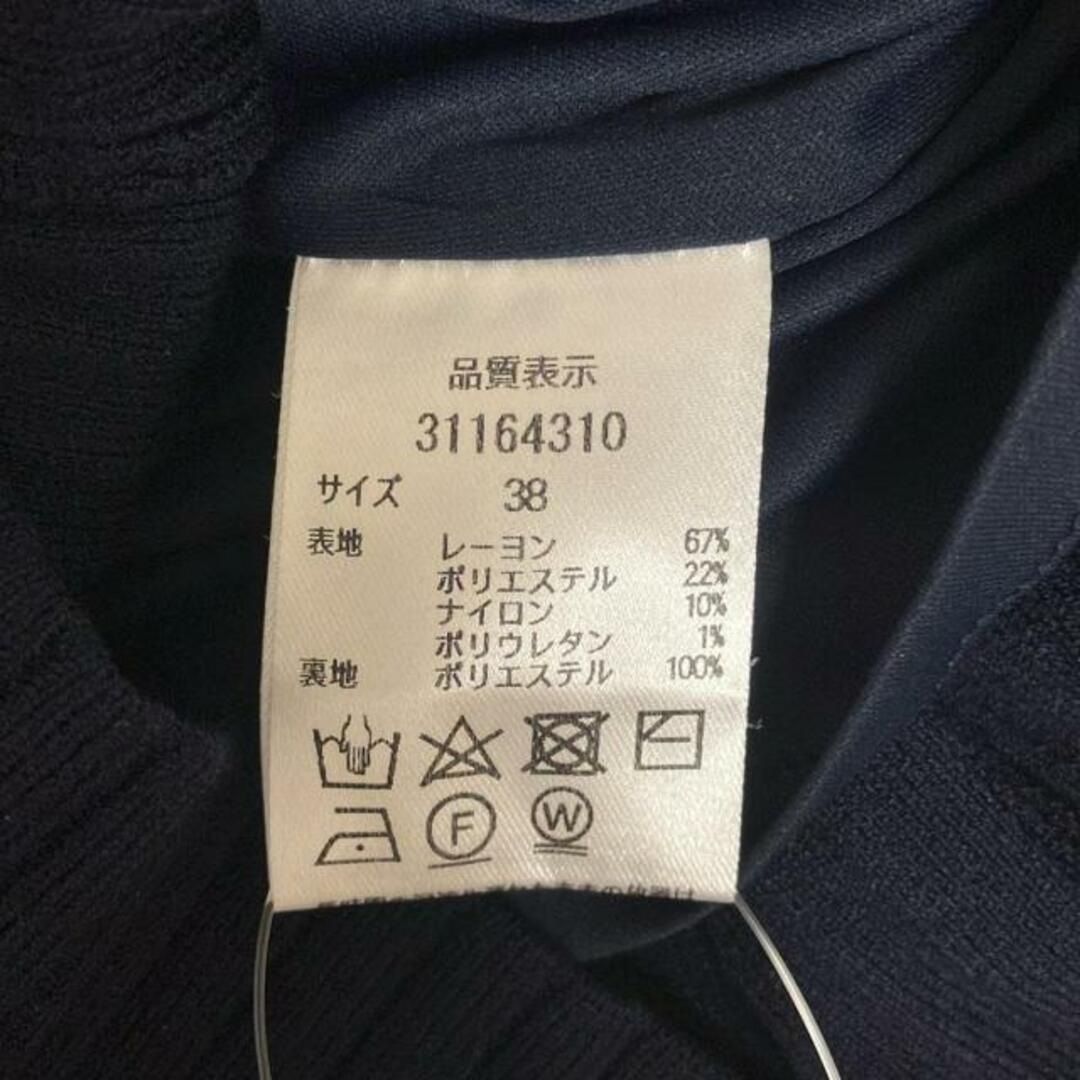 品質表示
31164310
サイズ 38
表地 レーヨン 67%
ポリエステル 22%
ナイロン 10%
ポリウレタン 1%
裏地 ポリエステル 100%
F W